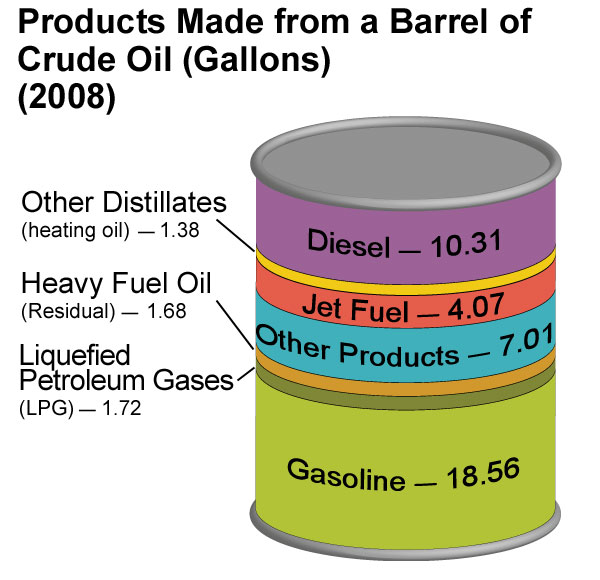 Products Made from a Barrel of
Crude Oil (Gallons)
(2008)
Other Distillates
(heating oil) — 1.38
Heavy Fuel Oil
(Residual) — 1.68
Liquefied
Petroleum Gases
(LPG) — 1.72
Diesel — 10.31
Jet Fuel — 4.07
Other Products — 7.01
Gasoline — 18.56